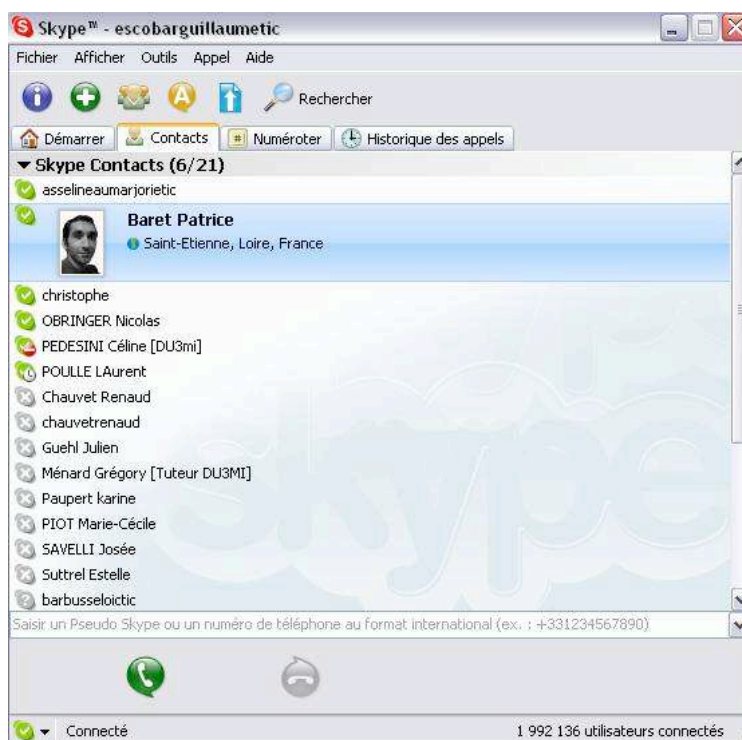 Skype™ - escobarguillaumetic
Fichier Afficher Outils Appel Aide
Rechercher
Démarrer Contacts Numéroter Historique des appels
Skype Contacts (6/21)
asselineaumarjorietic
Baret Patrice
Saint-Etienne, Loire, France
christophe
OBRINGER Nicolas
PEDESINI Céline [DU3mi]
POULLE LAurent
Chauvet Renaud
chauvetrenaud
Guehl Julien
Ménard Grégory [Tuteur DU3MI]
Paupert karine
PIOT Marie-Cécile
SAVELLI Josée
Suttrel Estelle
barbusseloictic
skype
Saisir un Pseudo Skype ou un numéro de téléphone au format international (ex. : +331234567890)
Connecté 1 992 136 utilisateurs connectés